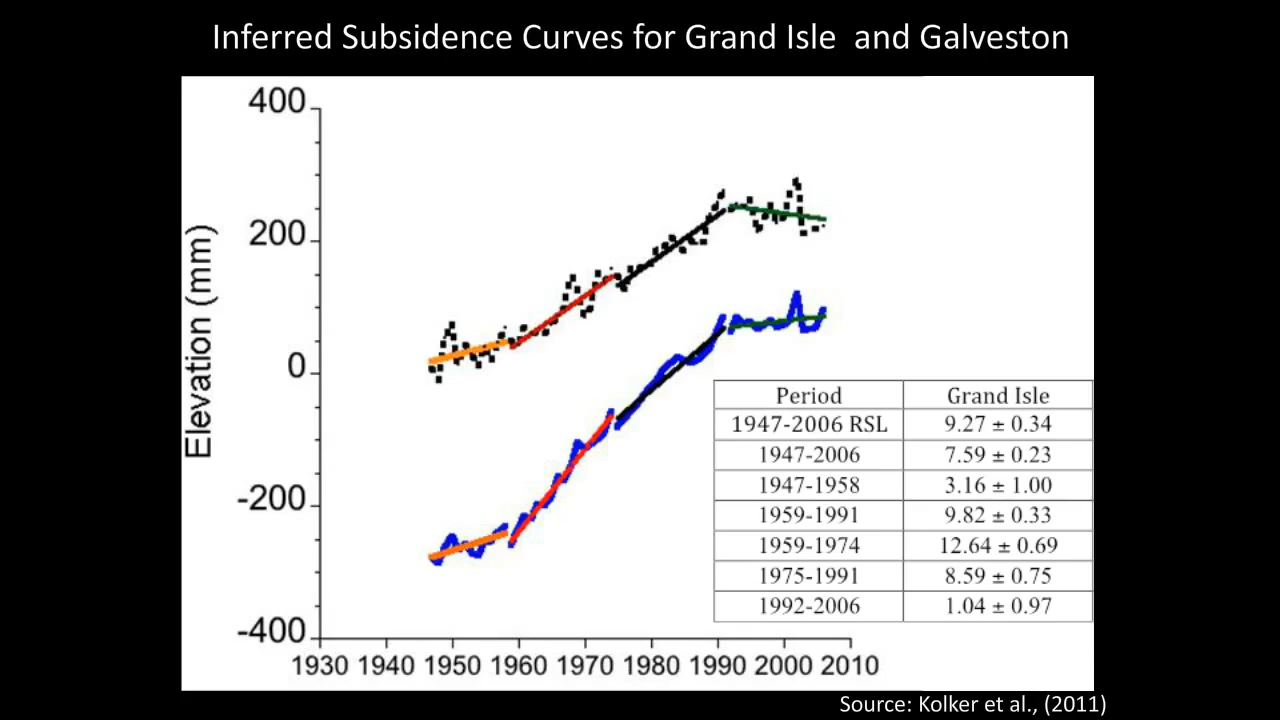 Inferred Subsidence Curves for Grand Isle  and Galveston
400
200
0
-200
-400
Elevation (mm)
1930 1940 1950 1960 1970 1980 1990 2000 2010
Period Grand Isle
1947-2006 RSL 9.27 ± 0.34
1947-2006 7.59 ± 0.23
1947-1958 3.16 ± 1.00
1959-1991 9.82 ± 0.33
1959-1974 12.64 ± 0.69
1975-1991 8.59 ± 0.75
1992-2006 1.04 ± 0.97
Source: Kolker et al., (2011)